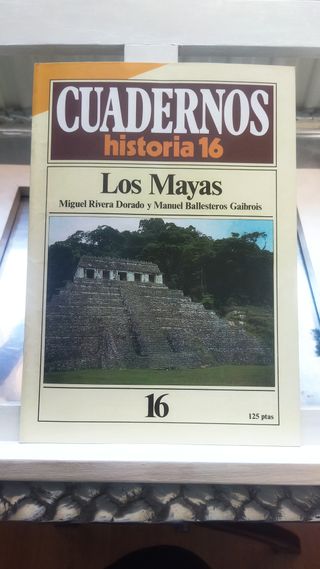 CUADERNOS
historia 16
Los Mayas
Miguel Rivera Dorado y Manuel Ballesteros Gaibrois
16
125 ptas